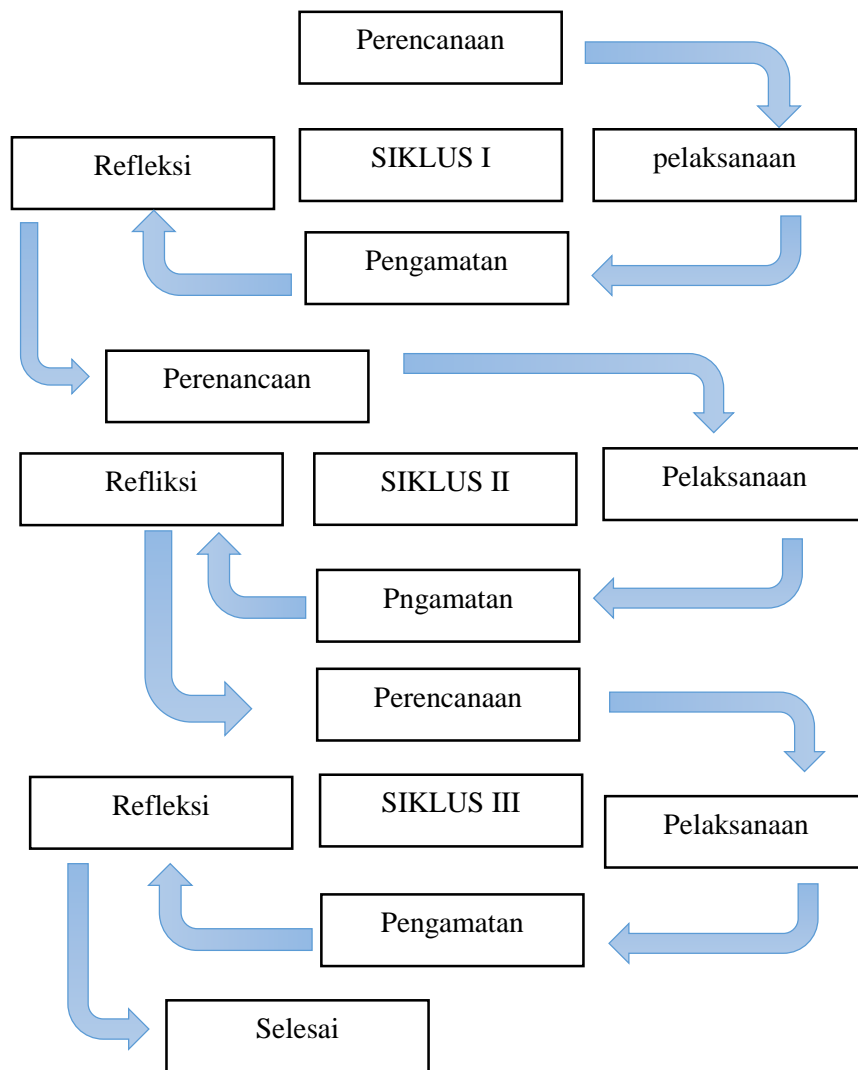 Perencanaan
Refleksi
SIKLUS I
pelaksanaan
Pengamatan
Perenancaan
Refliksi
SIKLUS II
Pelaksanaan
Pngamatan
Perencanaan
Refleksi
SIKLUS III
Pelaksanaan
Pengamatan
Selesai